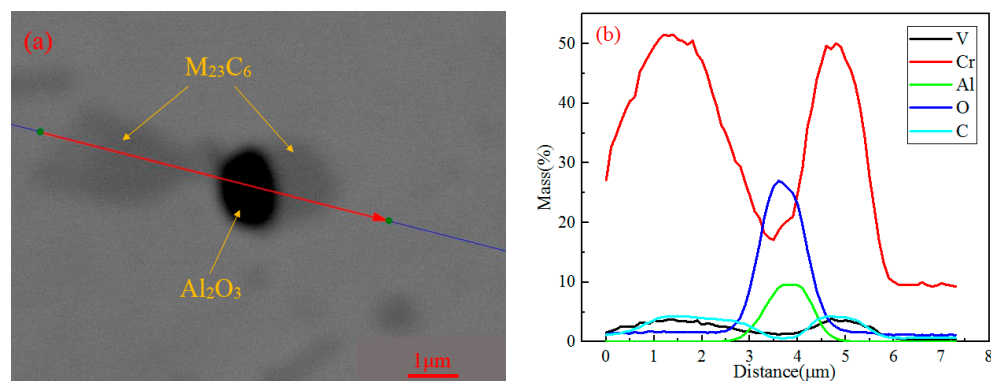 (a)
M₂₃C₆
Al₂O₃
1μm
(b)
V
Cr
Al
O
C
50
40
30
20
10
0
Mass(%)
0 1 2 3 4 5 6 7 8
Distance(μm)